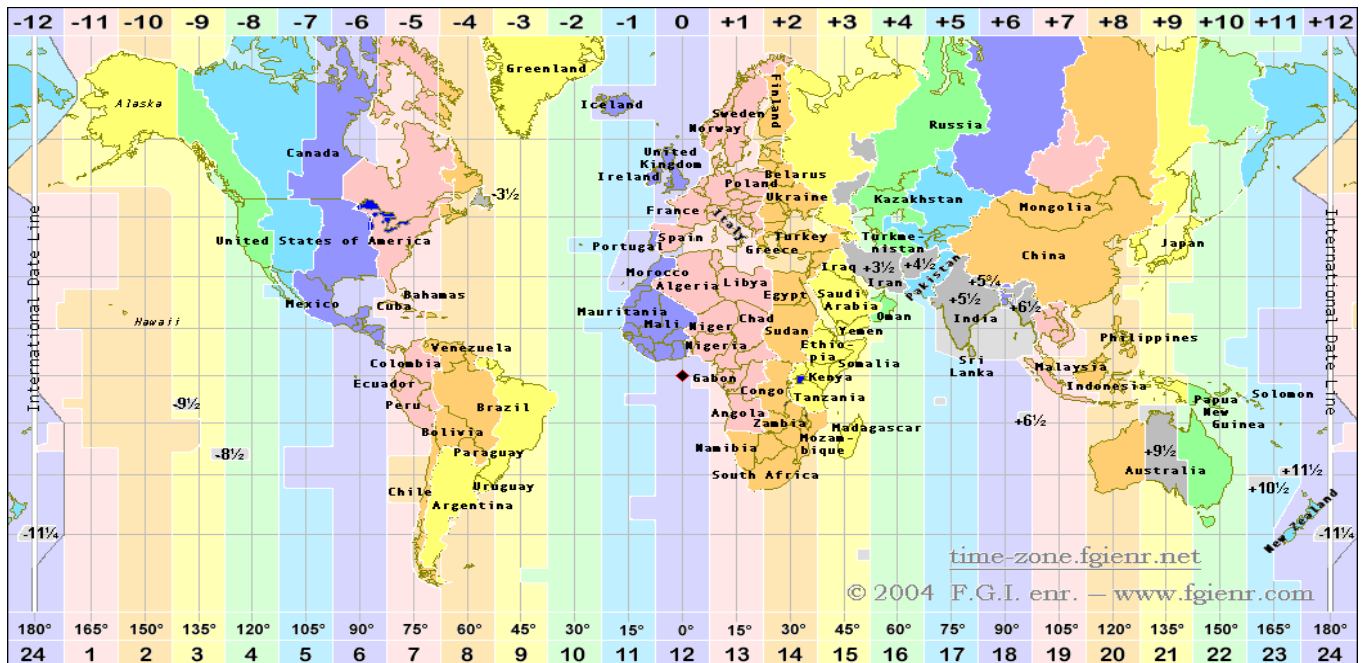 -12 -11 -10 -9 -8 -7 -6 -5 -4 -3 -2 -1 0 +1 +2 +3 +4 +5 +6 +7 +8 +9 +10 +11 +12
Greenland
Alaska
Iceland
Finland
Sweden
Norway
Russia
Canada
United
Kingdom
Ireland
Belarus
Poland
-3½
Ukraine
Kazakhstan
Mongolia
International Date Line
France
Italy
United States of America
Spain
Portugal
Greece
Turkey
Turkme-
nistan
China
Japan
International Date Line
Morocco
Algeria
Libya
Iraq
+3½
Iran
+4½
Pakistan
+5¾
Mexico
Bahamas
Cuba
Egypt
Saudi
Arabia
+5½
India
+6½
Hawaii
Mauritania
Mali
Niger
Chad
Sudan
Oman
Yemen
Nigeria
Ethio-
pia
Philippines
Venezuela
Colombia
Somalia
Sri
Lanka
Malaysia
Ecuador
Gabon
Congo
Kenya
Indonesia
Peru
Brazil
Tanzania
Papua
New
Guinea
Solomon
-9½
Angola
Zambia
Madagascar
+6½
Bolivia
Mozam-
bique
-8½
Paraguay
Namibia
+9½
Australia
South Africa
+11½
Chile
Uruguay
Argentina
+10½
New Zealand
-11¼
-11¼
time-zone.fgienr.net
© 2004 F.G.I. enr. — www.fgienr.com
180° 165° 150° 135° 120° 105° 90° 75° 60° 45° 30° 15° 0° 15° 30° 45° 60° 75° 90° 105° 120° 135° 150° 165° 180°
24 1 2 3 4 5 6 7 8 9 10 11 12 13 14 15 16 17 18 19 20 21 22 23 24